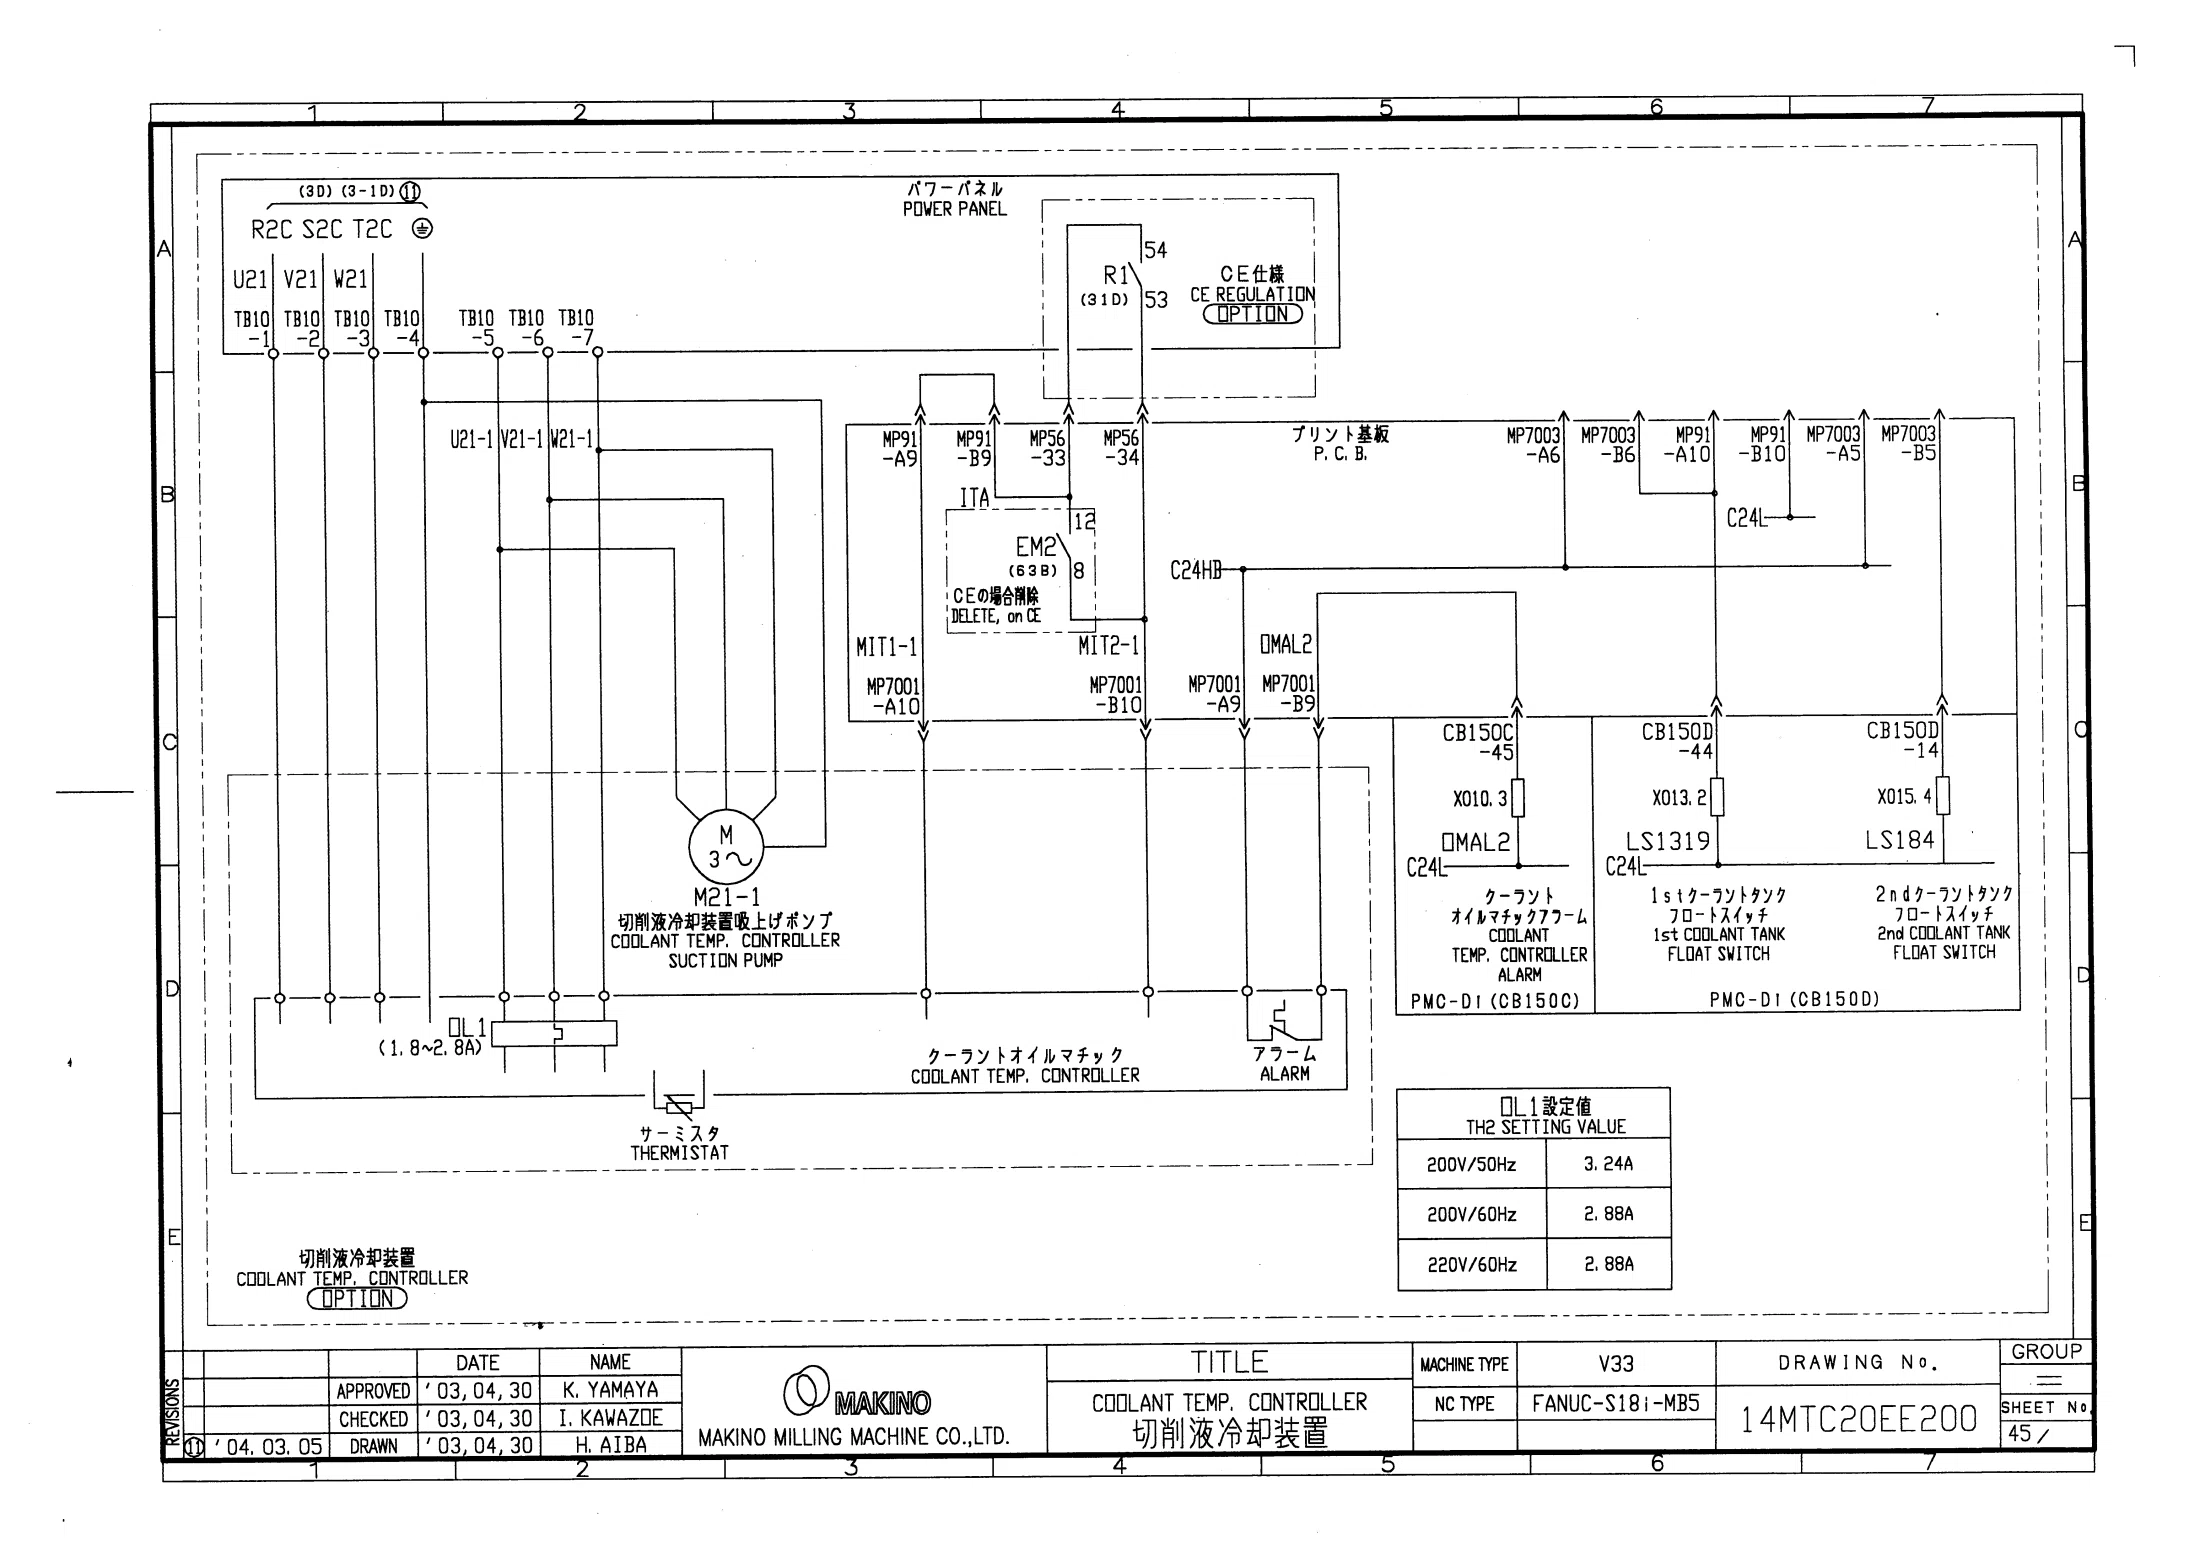 1 2 3 4 5 6 7
A
B
C
D
E
A
B
C
D
E
(3D) (3-1D) ⑪
R2C S2C T2C
U21 V21 W21
TB10 TB10 TB10 TB10
-1 -2 -3 -4
TB10 TB10 TB10
-5 -6 -7
パワーパネル
POWER PANEL
54
R1
(31D)
53
CE仕様
CE REGULATION
OPTION
U21-1 V21-1 W21-1
MP91
-A9
MP91
-B9
MP56
-33
MP56
-34
プリント基板
P.C.B.
MP7003
-A6
MP7003
-B6
MP91
-A10
MP91
-B10
MP7003
-A5
MP7003
-B5
ITA
12
EM2
(63B)
8
CEの場合削除
DELETE, on CE
C24L
C24HB
MIT1-1
MIT2-1
OMAL2
MP7001
-A10
MP7001
-B10
MP7001
-A9
MP7001
-B9
CB150C
-45
CB150D
-44
CB150D
-14
X010.3
X013.2
X015.4
OMAL2
LS1319
LS184
C24L
C24L
クーラント
オイルマチックアラーム
COOLANT
TEMP. CONTROLLER
ALARM
1stクーラントタンク
フロートスイッチ
1st COOLANT TANK
FLOAT SWITCH
2ndクーラントタンク
フロートスイッチ
2nd COOLANT TANK
FLOAT SWITCH
PMC-DI (CB150C)
PMC-DI (CB150D)
M
3
M21-1
切削液冷却装置吸上げポンプ
COOLANT TEMP. CONTROLLER
SUCTION PUMP
OL1
(1.8~2.8A)
クーラントオイルマチック
COOLANT TEMP. CONTROLLER
アラーム
ALARM
サーミスタ
THERMISTAT
OL1設定値
TH2 SETTING VALUE
200V/50Hz 3.24A
200V/60Hz 2.88A
220V/60Hz 2.88A
切削液冷却装置
COOLANT TEMP. CONTROLLER
OPTION
REVISIONS
⑪ '04.03.05
DATE NAME
APPROVED '03,04,30 K. YAMAYA
CHECKED '03,04,30 I. KAWAZOE
DRAWN '03,04,30 H. AIBA
MAKINO
MAKINO MILLING MACHINE CO.,LTD.
TITLE
COOLANT TEMP. CONTROLLER
切削液冷却装置
MACHINE TYPE V33
NC TYPE FANUC-S18i-MB5
DRAWING No.
14MTC20EE200
GROUP
=
SHEET No.
45/
1 2 3 4 5 6 7